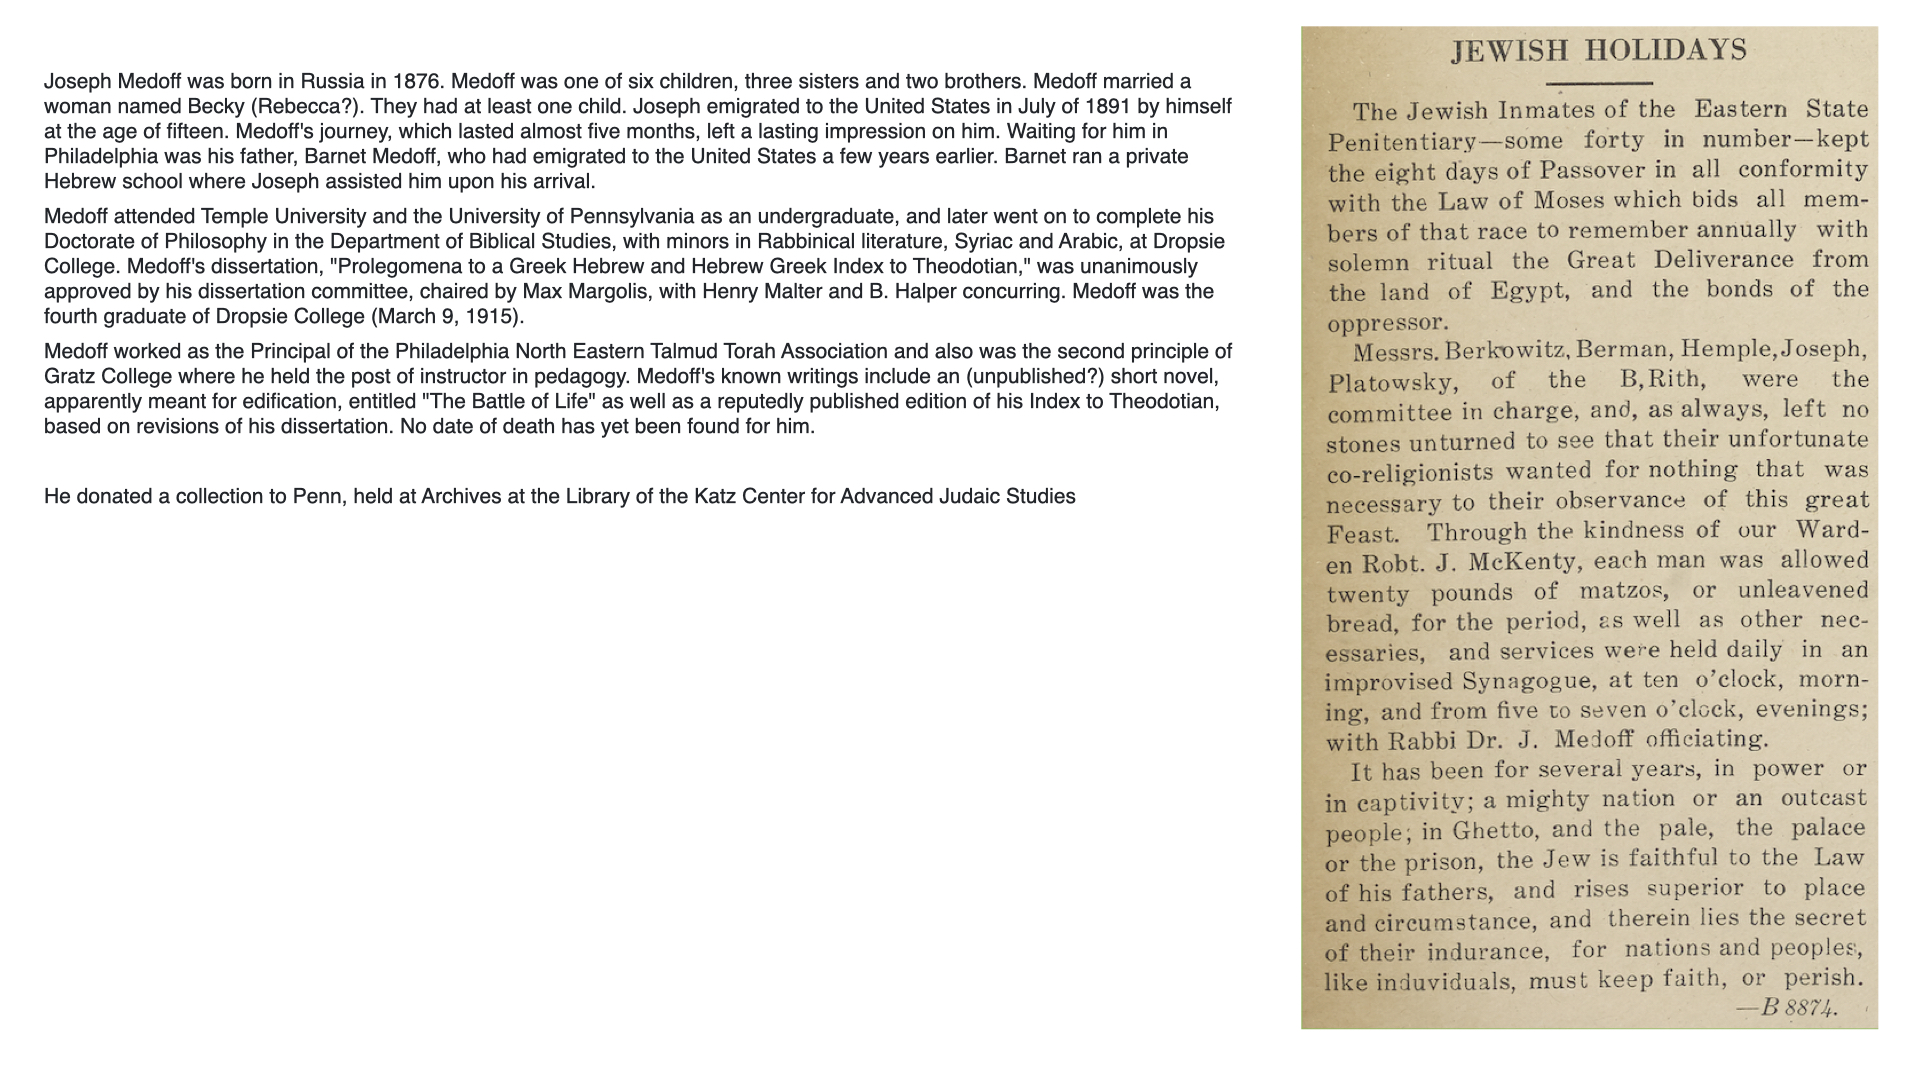 Joseph Medoff was born in Russia in 1876. Medoff was one of six children, three sisters and two brothers. Medoff married a
woman named Becky (Rebecca?). They had at least one child. Joseph emigrated to the United States in July of 1891 by himself
at the age of fifteen. Medoff's journey, which lasted almost five months, left a lasting impression on him. Waiting for him in
Philadelphia was his father, Barnet Medoff, who had emigrated to the United States a few years earlier. Barnet ran a private
Hebrew school where Joseph assisted him upon his arrival.
Medoff attended Temple University and the University of Pennsylvania as an undergraduate, and later went on to complete his
Doctorate of Philosophy in the Department of Biblical Studies, with minors in Rabbinical literature, Syriac and Arabic, at Dropsie
College. Medoff's dissertation, "Prolegomena to a Greek Hebrew and Hebrew Greek Index to Theodotian," was unanimously
approved by his dissertation committee, chaired by Max Margolis, with Henry Malter and B. Halper concurring. Medoff was the
fourth graduate of Dropsie College (March 9, 1915).
Medoff worked as the Principal of the Philadelphia North Eastern Talmud Torah Association and also was the second principle of
Gratz College where he held the post of instructor in pedagogy. Medoff's known writings include an (unpublished?) short novel,
apparently meant for edification, entitled "The Battle of Life" as well as a reputedly published edition of his Index to Theodotian,
based on revisions of his dissertation. No date of death has yet been found for him.
He donated a collection to Penn, held at Archives at the Library of the Katz Center for Advanced Judaic Studies
JEWISH HOLIDAYS
The Jewish Inmates of the Eastern State
Penitentiary—some forty in number—kept
the eight days of Passover in all conformity
with the Law of Moses which bids all mem-
bers of that race to remember annually with
solemn ritual the Great Deliverance from
the land of Egypt, and the bonds of the
oppressor.
Messrs. Berkowitz, Berman, Hemple, Joseph,
Platowsky, of the B,Rith, were the
committee in charge, and, as always, left no
stones unturned to see that their unfortunate
co-religionists wanted for nothing that was
necessary to their observance of this great
Feast. Through the kindness of our Ward-
en Robt. J. McKenty, each man was allowed
twenty pounds of matzos, or unleavened
bread, for the period, as well as other nec-
essaries, and services were held daily in an
improvised Synagogue, at ten o'clock, morn-
ing, and from five to seven o'clock, evenings;
with Rabbi Dr. J. Medoff officiating.
It has been for several years, in power or
in captivity; a mighty nation or an outcast
people; in Ghetto, and the pale, the palace
or the prison, the Jew is faithful to the Law
of his fathers, and rises superior to place
and circumstance, and therein lies the secret
of their indurance, for nations and peoples,
like induviduals, must keep faith, or perish.
—B 8874.